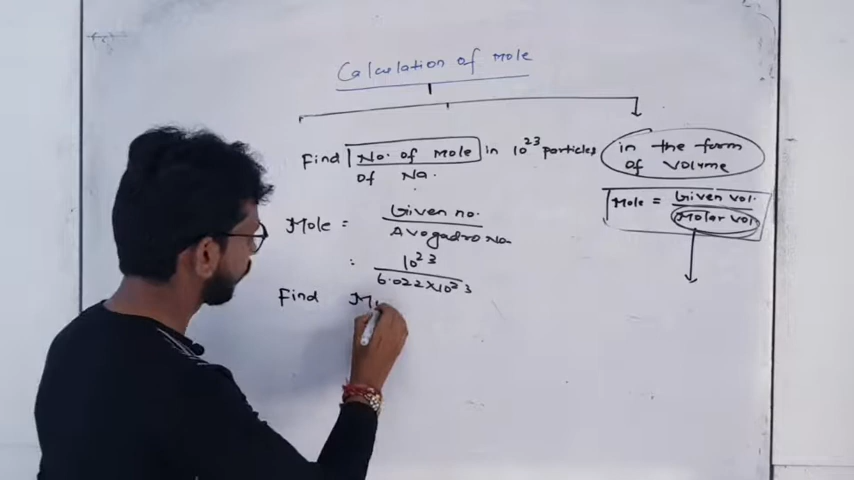 Calculation of Mole
Find No. of Mole in 10²³ particles
of Na.
in the form
of volume
Mole = Given vol.
Molar vol
Mole = Given no.
Avogadro No
: 10²³
6.022×10²³
Find M